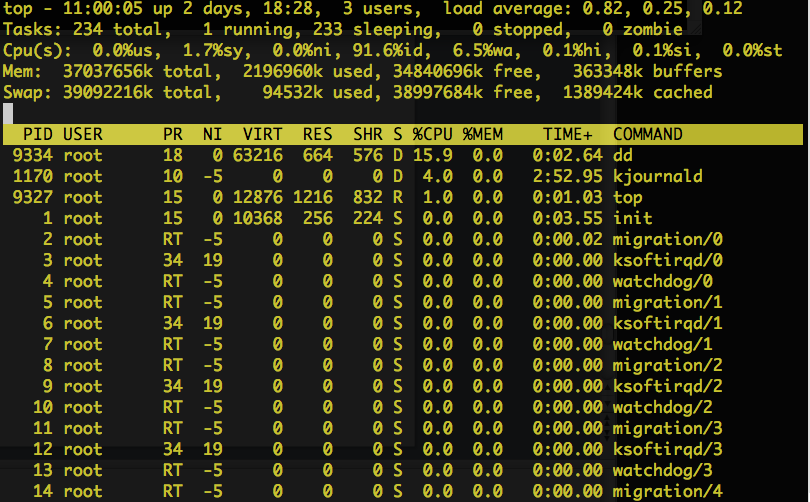 top - 11:00:05 up 2 days, 18:28,  3 users,  load average: 0.82, 0.25, 0.12
Tasks: 234 total,   1 running, 233 sleeping,   0 stopped,   0 zombie
Cpu(s):  0.0%us,  1.7%sy,  0.0%ni, 91.6%id,  6.5%wa,  0.1%hi,  0.1%si,  0.0%st
Mem:  37037656k total,  2196960k used, 34840696k free,   363348k buffers
Swap: 39092216k total,    94532k used, 38997684k free,  1389424k cached
  PID USER      PR  NI  VIRT  RES  SHR S %CPU %MEM    TIME+  COMMAND
 9334 root      18   0 63216  664  576 D 15.9  0.0   0:02.64 dd
 1170 root      10  -5     0    0    0 D  4.0  0.0   2:52.95 kjournald
 9327 root      15   0 12876 1216  832 R  1.0  0.0   0:01.03 top
    1 root      15   0 10368  256  224 S  0.0  0.0   0:03.55 init
    2 root      RT  -5     0    0    0 S  0.0  0.0   0:00.02 migration/0
    3 root      34  19     0    0    0 S  0.0  0.0   0:00.00 ksoftirqd/0
    4 root      RT  -5     0    0    0 S  0.0  0.0   0:00.00 watchdog/0
    5 root      RT  -5     0    0    0 S  0.0  0.0   0:00.00 migration/1
    6 root      34  19     0    0    0 S  0.0  0.0   0:00.00 ksoftirqd/1
    7 root      RT  -5     0    0    0 S  0.0  0.0   0:00.00 watchdog/1
    8 root      RT  -5     0    0    0 S  0.0  0.0   0:00.00 migration/2
    9 root      34  19     0    0    0 S  0.0  0.0   0:00.00 ksoftirqd/2
   10 root      RT  -5     0    0    0 S  0.0  0.0   0:00.00 watchdog/2
   11 root      RT  -5     0    0    0 S  0.0  0.0   0:00.00 migration/3
   12 root      34  19     0    0    0 S  0.0  0.0   0:00.00 ksoftirqd/3
   13 root      RT  -5     0    0    0 S  0.0  0.0   0:00.00 watchdog/3
   14 root      RT  -5     0    0    0 S  0.0  0.0   0:00.00 migration/4